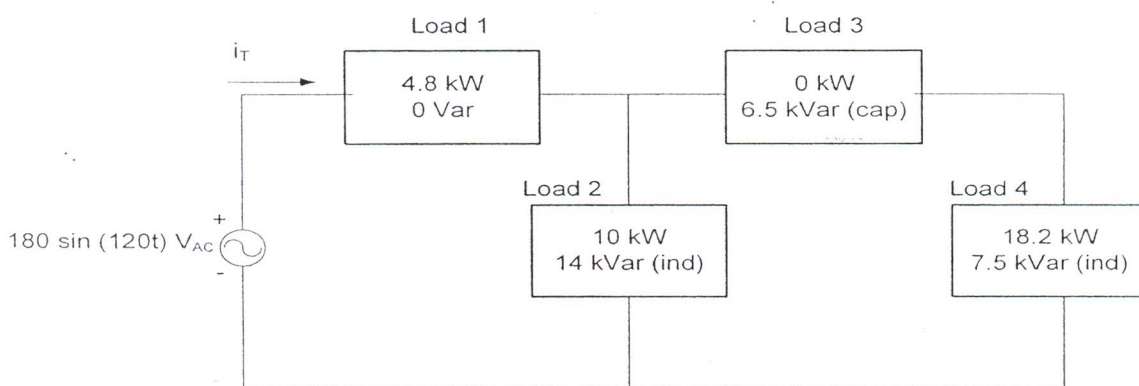 Load 1
Load 3
i_T
4.8 kW
0 Var
0 kW
6.5 kVar (cap)
Load 2
Load 4
180 sin (120t) V_AC
+
-
10 kW
14 kVar (ind)
18.2 kW
7.5 kVar (ind)